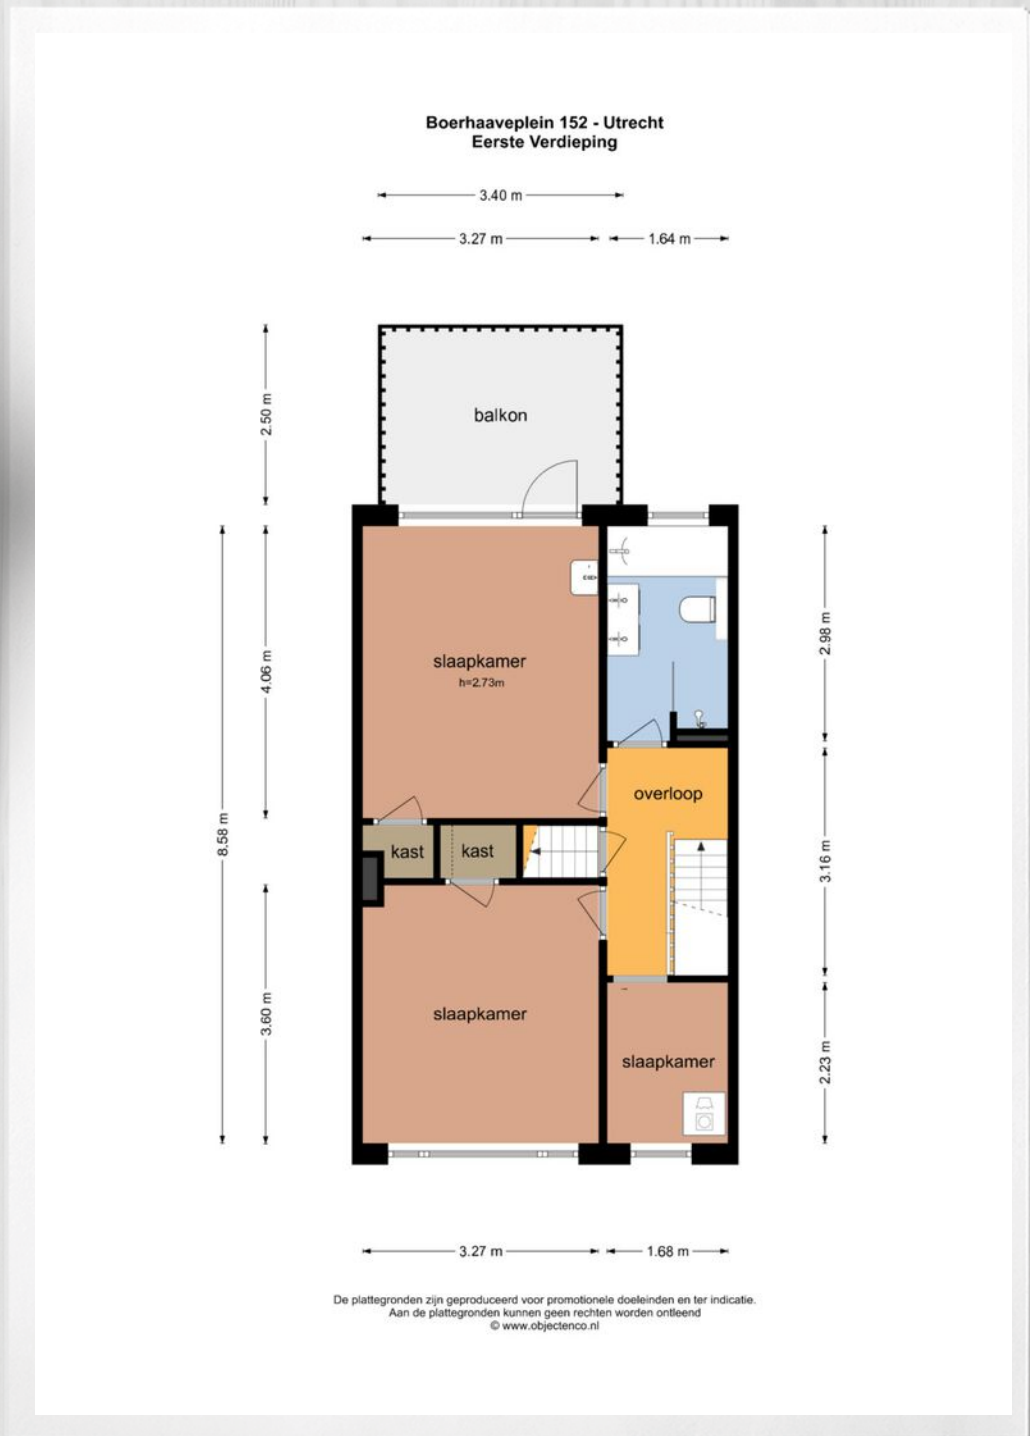 Boerhaaveplein 152 - Utrecht
Eerste Verdieping
3.40 m
3.27 m
1.64 m
2.50 m
balkon
4.06 m
8.58 m
2.98 m
slaapkamer
h=2.73m
overloop
3.16 m
kast
kast
3.60 m
slaapkamer
slaapkamer
2.23 m
3.27 m
1.68 m
De plattegronden zijn geproduceerd voor promotionele doeleinden en ter indicatie.
Aan de plattegronden kunnen geen rechten worden ontleend
© www.objectenco.nl